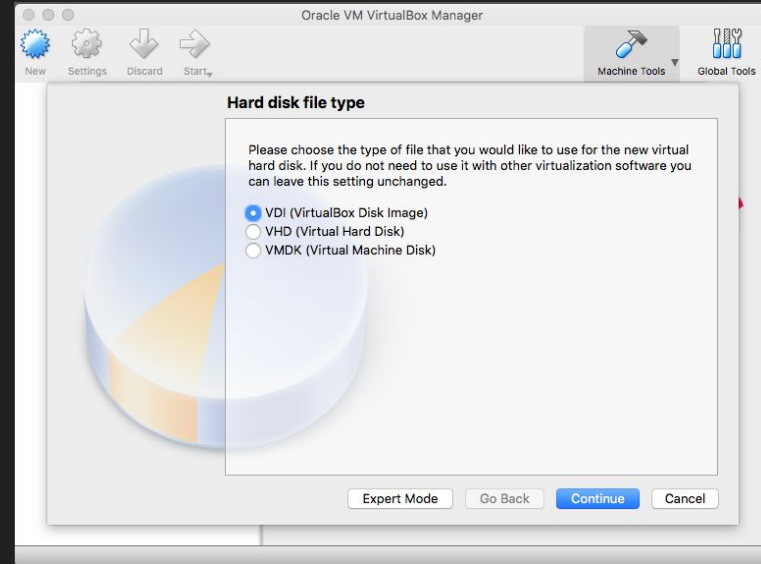 Oracle VM VirtualBox Manager
New
Settings
Discard
Start
Machine Tools
Global Tools
Hard disk file type
Please choose the type of file that you would like to use for the new virtual
hard disk. If you do not need to use it with other virtualization software you
can leave this setting unchanged.
VDI (VirtualBox Disk Image)
VHD (Virtual Hard Disk)
VMDK (Virtual Machine Disk)
Expert Mode
Go Back
Continue
Cancel